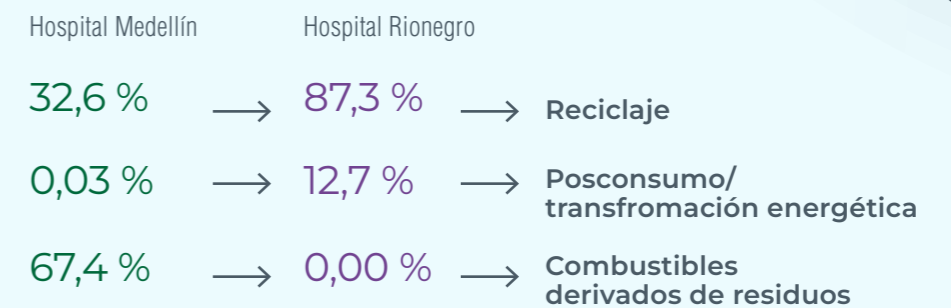 Hospital Medellín Hospital Rionegro
32,6 % → 87,3 % → Reciclaje
0,03 % → 12,7 % → Posconsumo/
transfromación energética
67,4 % → 0,00 % → Combustibles
derivados de residuos